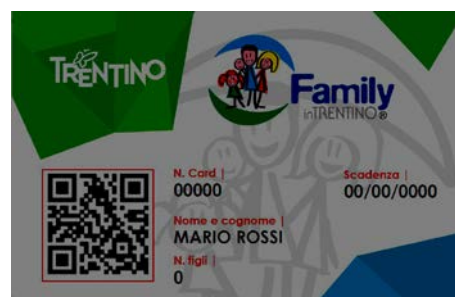 TRENTINO
Family
inTRENTINO®
N. Card |
00000
Scadenza |
00/00/0000
Nome e cognome |
MARIO ROSSI
N. figli |
0